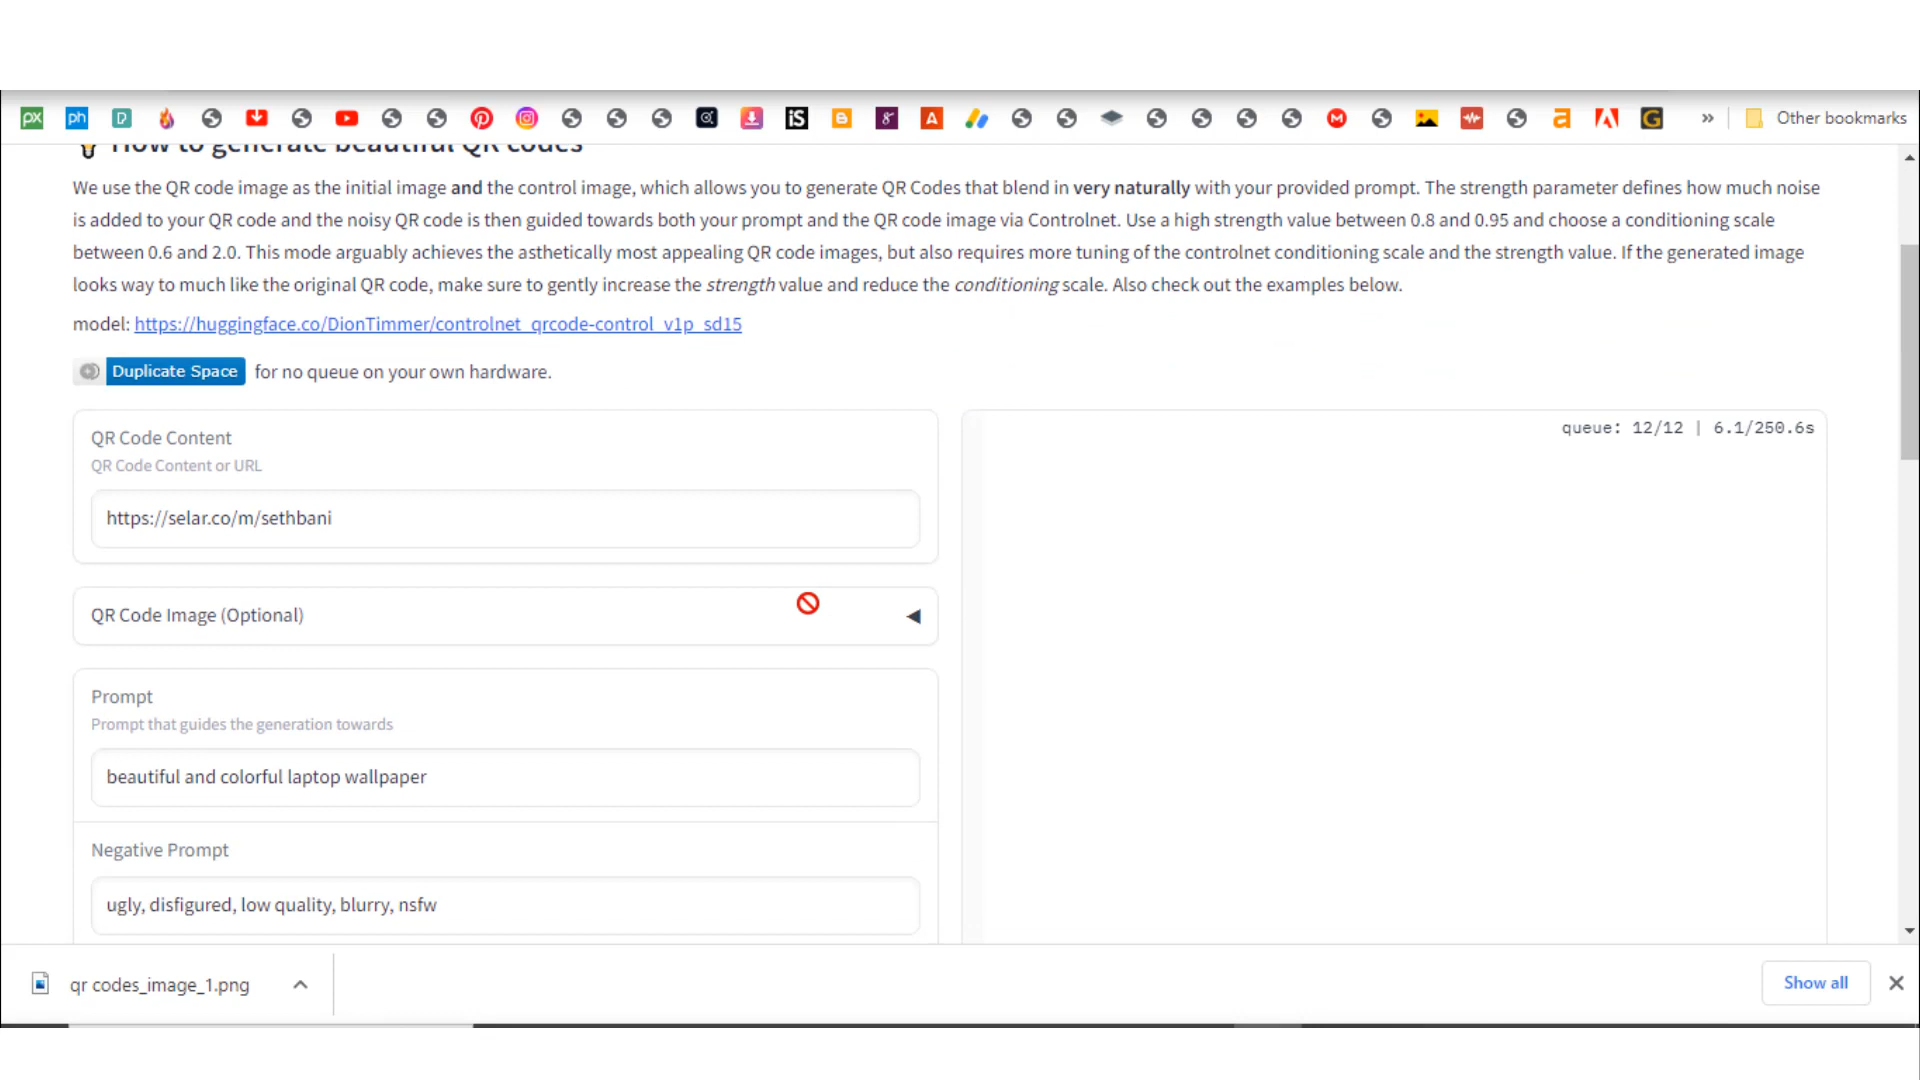 px ph P iS B 8 A M a G » Other bookmarks
How to generate beautiful QR codes
We use the QR code image as the initial image and the control image, which allows you to generate QR Codes that blend in very naturally with your provided prompt. The strength parameter defines how much noise
is added to your QR code and the noisy QR code is then guided towards both your prompt and the QR code image via Controlnet. Use a high strength value between 0.8 and 0.95 and choose a conditioning scale
between 0.6 and 2.0. This mode arguably achieves the asthetically most appealing QR code images, but also requires more tuning of the controlnet conditioning scale and the strength value. If the generated image
looks way to much like the original QR code, make sure to gently increase the strength value and reduce the conditioning scale. Also check out the examples below.
model: https://huggingface.co/DionTimmer/controlnet_qrcode-control_v1p_sd15
Duplicate Space for no queue on your own hardware.
QR Code Content
QR Code Content or URL
https://selar.co/m/sethbani
queue: 12/12 | 6.1/250.6s
QR Code Image (Optional)
Prompt
Prompt that guides the generation towards
beautiful and colorful laptop wallpaper
Negative Prompt
ugly, disfigured, low quality, blurry, nsfw
qr codes_image_1.png
Show all